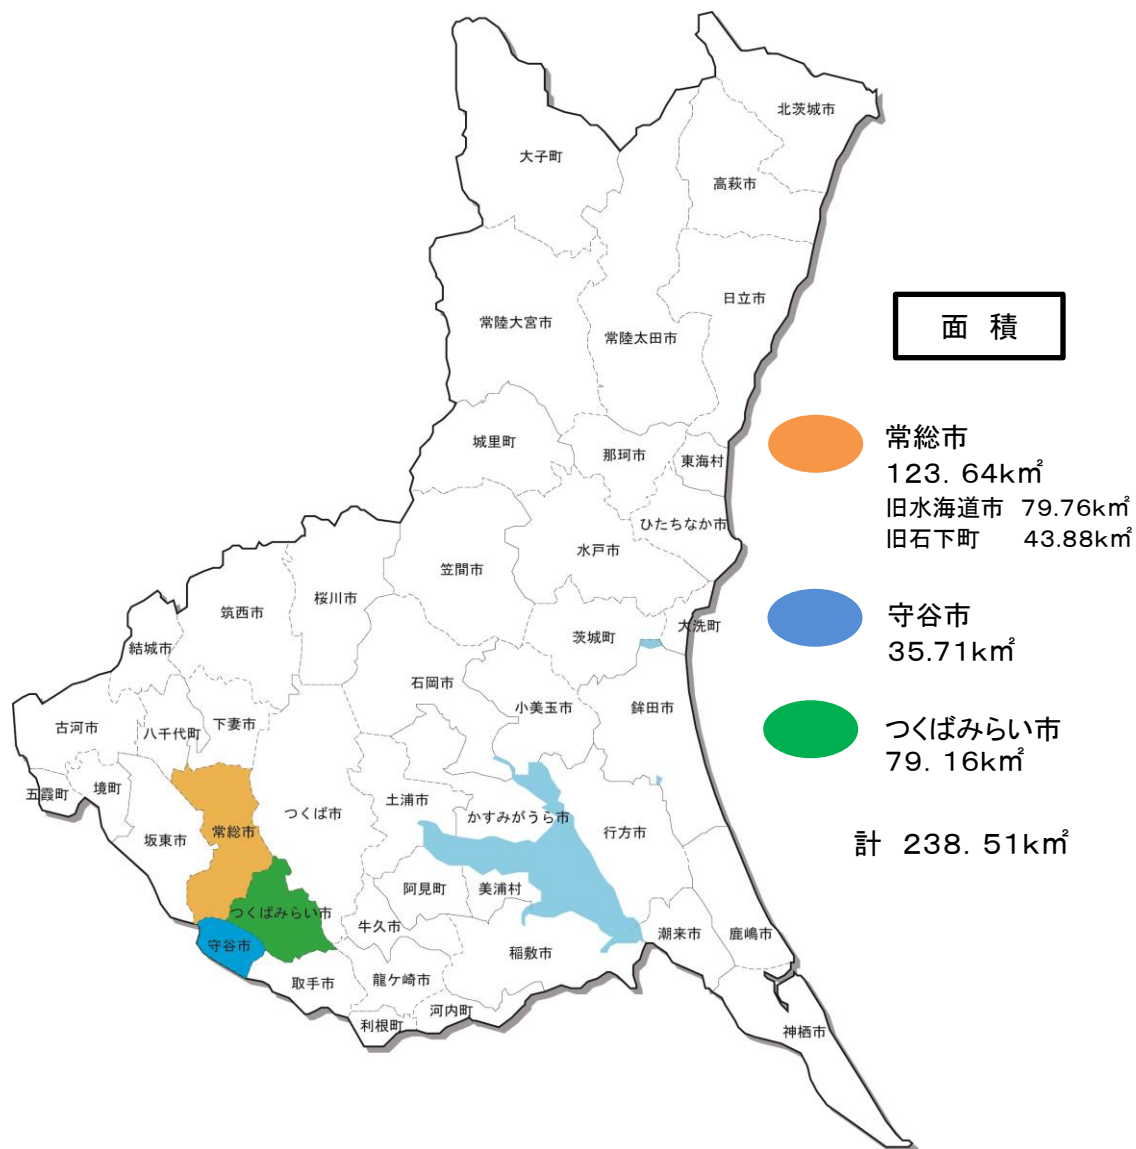 北茨城市
大子町
高萩市
日立市
常陸大宮市
常陸太田市
面 積
城里町
那珂市
東海村
常総市
123. 64k㎡
旧水海道市 79.76k㎡
旧石下町 43.88k㎡
ひたちなか市
水戸市
笠間市
桜川市
筑西市
茨城町
大洗町
守谷市
35.71k㎡
結城市
石岡市
小美玉市
鉾田市
古河市
八千代町
下妻市
つくばみらい市
79. 16k㎡
五霞町
境町
坂東市
常総市
つくば市
土浦市
かすみがうら市
行方市
計 238. 51k㎡
阿見町
美浦村
つくばみらい市
牛久市
守谷市
稲敷市
潮来市
鹿嶋市
取手市
龍ケ崎市
河内町
利根町
神栖市